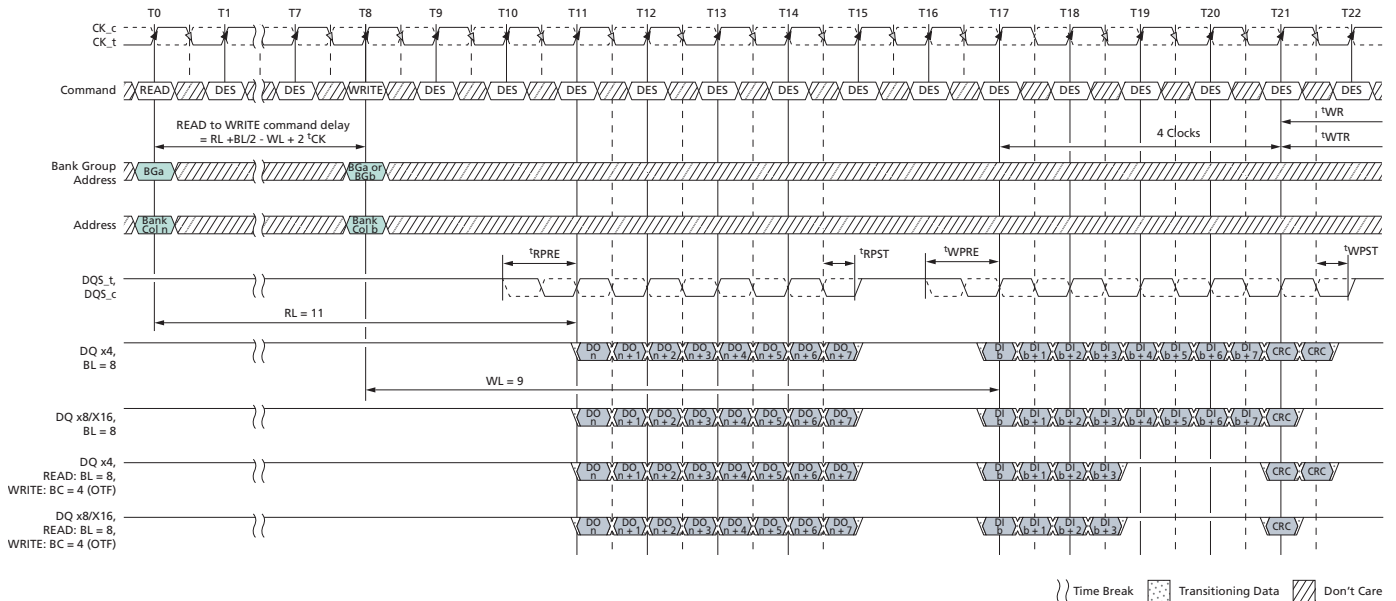 T0 T1 T7 T8 T9 T10 T11 T12 T13 T14 T15 T16 T17 T18 T19 T20 T21 T22
CK_c
CK_t
Command READ DES DES WRITE DES DES DES DES DES DES DES DES DES DES DES DES DES DES
READ to WRITE command delay
= RL +BL/2 - WL + 2 tCK
tWR
4 Clocks
tWTR
Bank Group
Address
BGa
BGa or
BGb
Address
Bank
Col n
Bank
Col b
tRPRE tRPST tWPRE tWPST
DQS_t,
DQS_c
RL = 11
DQ x4,
BL = 8
DO n DO n + 1 DO n + 2 DO n + 3 DO n + 4 DO n + 5 DO n + 6 DO n + 7 DI b DI b + 1 DI b + 2 DI b + 3 DI b + 4 DI b + 5 DI b + 6 DI b + 7 CRC CRC
WL = 9
DQ x8/X16,
BL = 8
DO n DO n + 1 DO n + 2 DO n + 3 DO n + 4 DO n + 5 DO n + 6 DO n + 7 DI b DI b + 1 DI b + 2 DI b + 3 DI b + 4 DI b + 5 DI b + 6 DI b + 7 CRC
DQ x4,
READ: BL = 8,
WRITE: BC = 4 (OTF)
DO n DO n + 1 DO n + 2 DO n + 3 DO n + 4 DO n + 5 DO n + 6 DO n + 7 DI b DI b + 1 DI b + 2 DI b + 3 CRC CRC
DQ x8/X16,
READ: BL = 8,
WRITE: BC = 4 (OTF)
DO n DO n + 1 DO n + 2 DO n + 3 DO n + 4 DO n + 5 DO n + 6 DO n + 7 DI b DI b + 1 DI b + 2 DI b + 3 CRC
Time Break Transitioning Data Don't Care